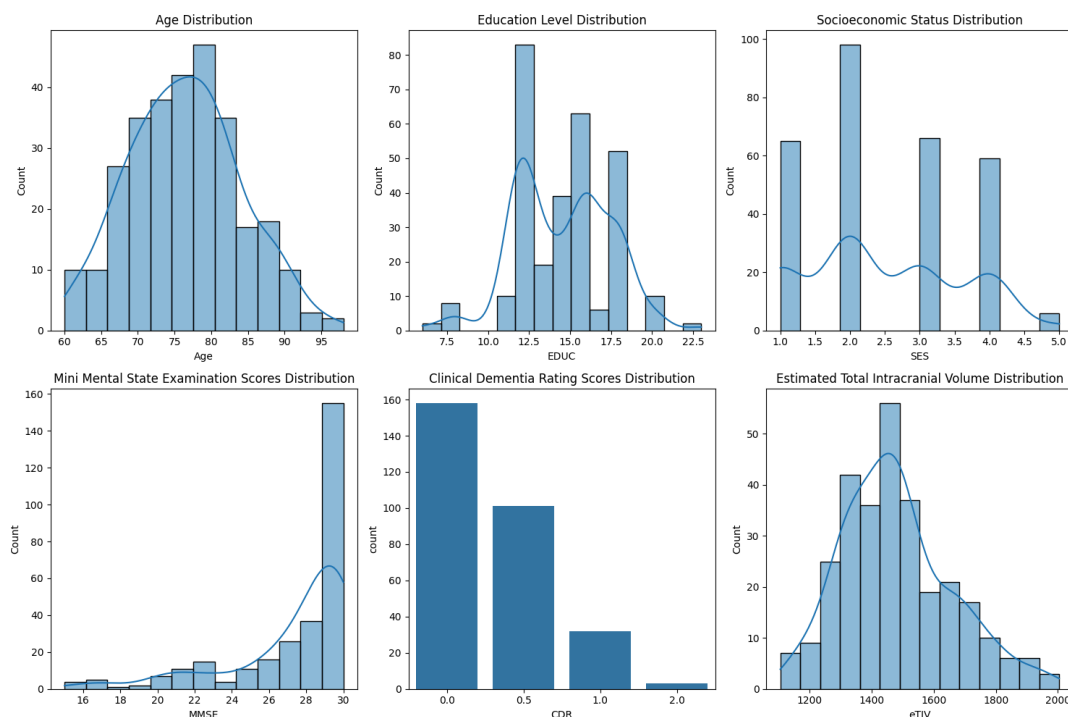 Age Distribution
Count
40
30
20
10
0
60 65 70 75 80 85 90 95
Age
Education Level Distribution
Count
80
70
60
50
40
30
20
10
0
7.5 10.0 12.5 15.0 17.5 20.0 22.5
EDUC
Socioeconomic Status Distribution
Count
100
80
60
40
20
0
1.0 1.5 2.0 2.5 3.0 3.5 4.0 4.5 5.0
SES
Mini Mental State Examination Scores Distribution
Count
160
140
120
100
80
60
40
20
0
16 18 20 22 24 26 28 30
MMSE
Clinical Dementia Rating Scores Distribution
count
160
140
120
100
80
60
40
20
0
0.0 0.5 1.0 2.0
CDR
Estimated Total Intracranial Volume Distribution
Count
50
40
30
20
10
0
1200 1400 1600 1800 2000
eTIV